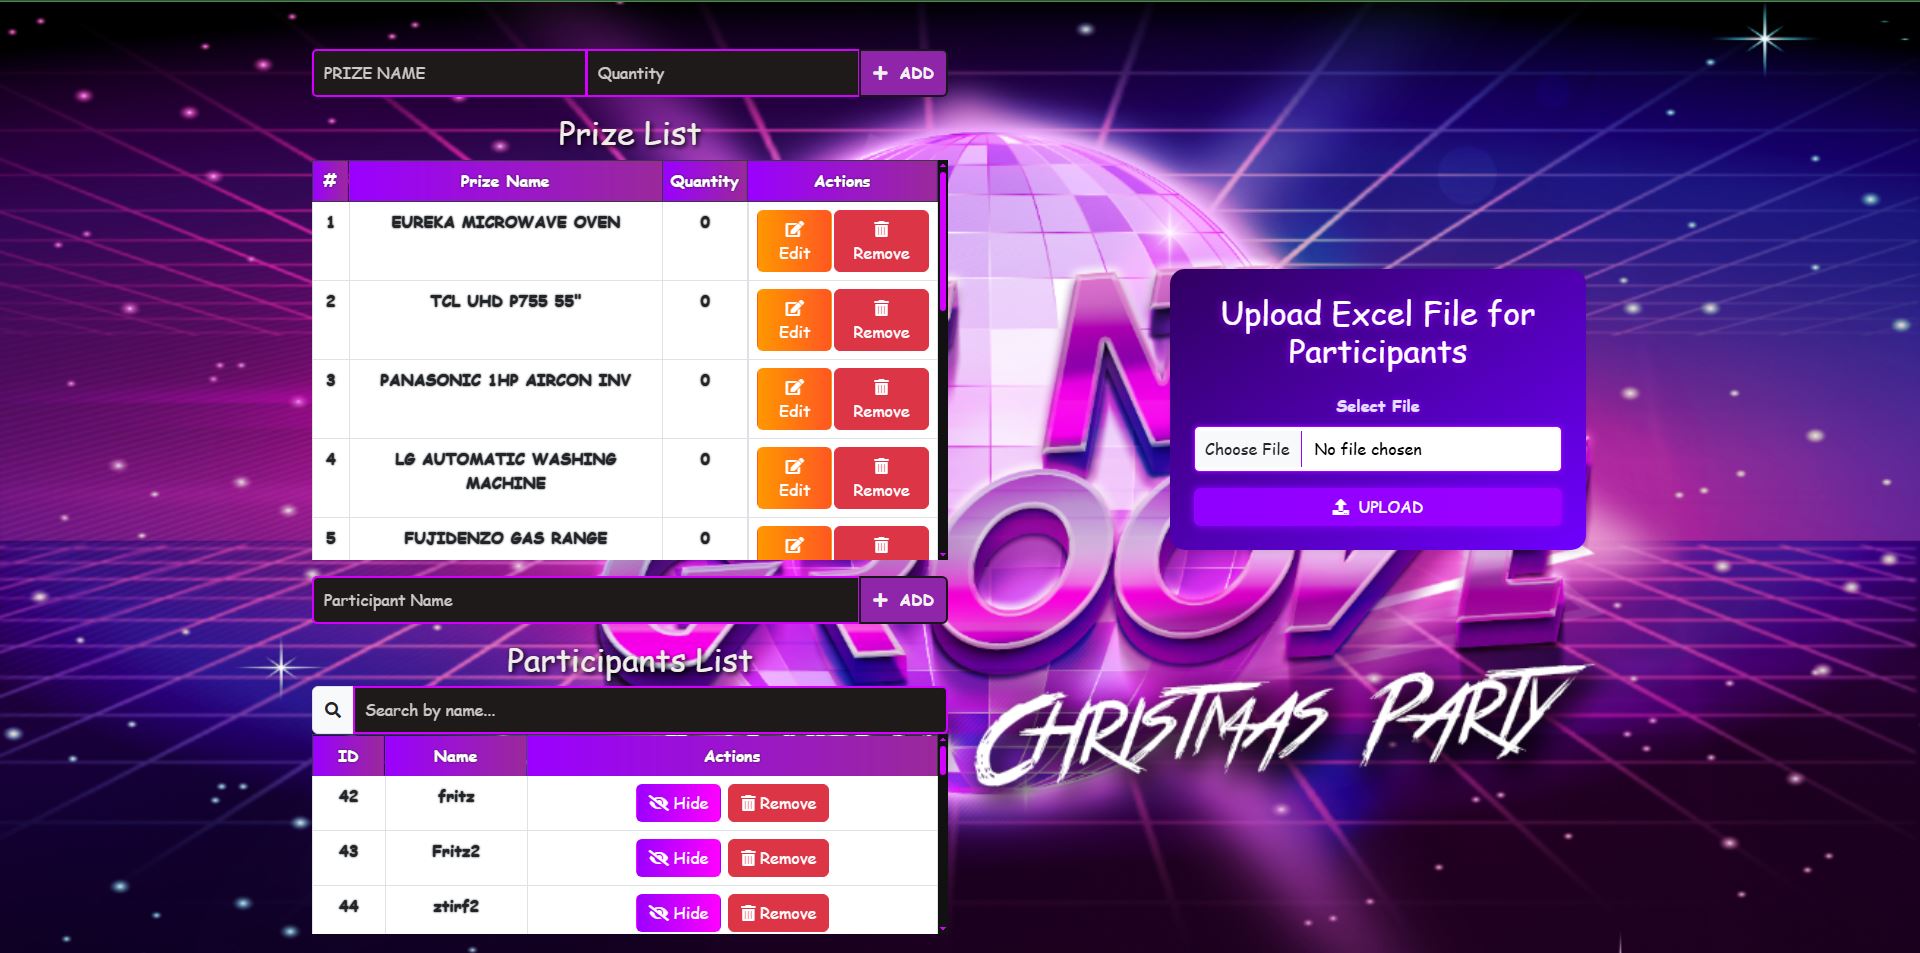 PRIZE NAME
Quantity
ADD
Prize List
# Prize Name Quantity Actions
1 EUREKA MICROWAVE OVEN 0 Edit Remove
2 TCL UHD P755 55" 0 Edit Remove
3 PANASONIC 1HP AIRCON INV 0 Edit Remove
4 LG AUTOMATIC WASHING
MACHINE 0 Edit Remove
5 FUJIDENZO GAS RANGE 0
Participant Name
ADD
Participants List
Search by name...
ID Name Actions
42 fritz Hide Remove
43 Fritz2 Hide Remove
44 ztirf2 Hide Remove
Upload Excel File for
Participants
Select File
Choose File No file chosen
UPLOAD
GROOVE
CHRISTMAS PARTY